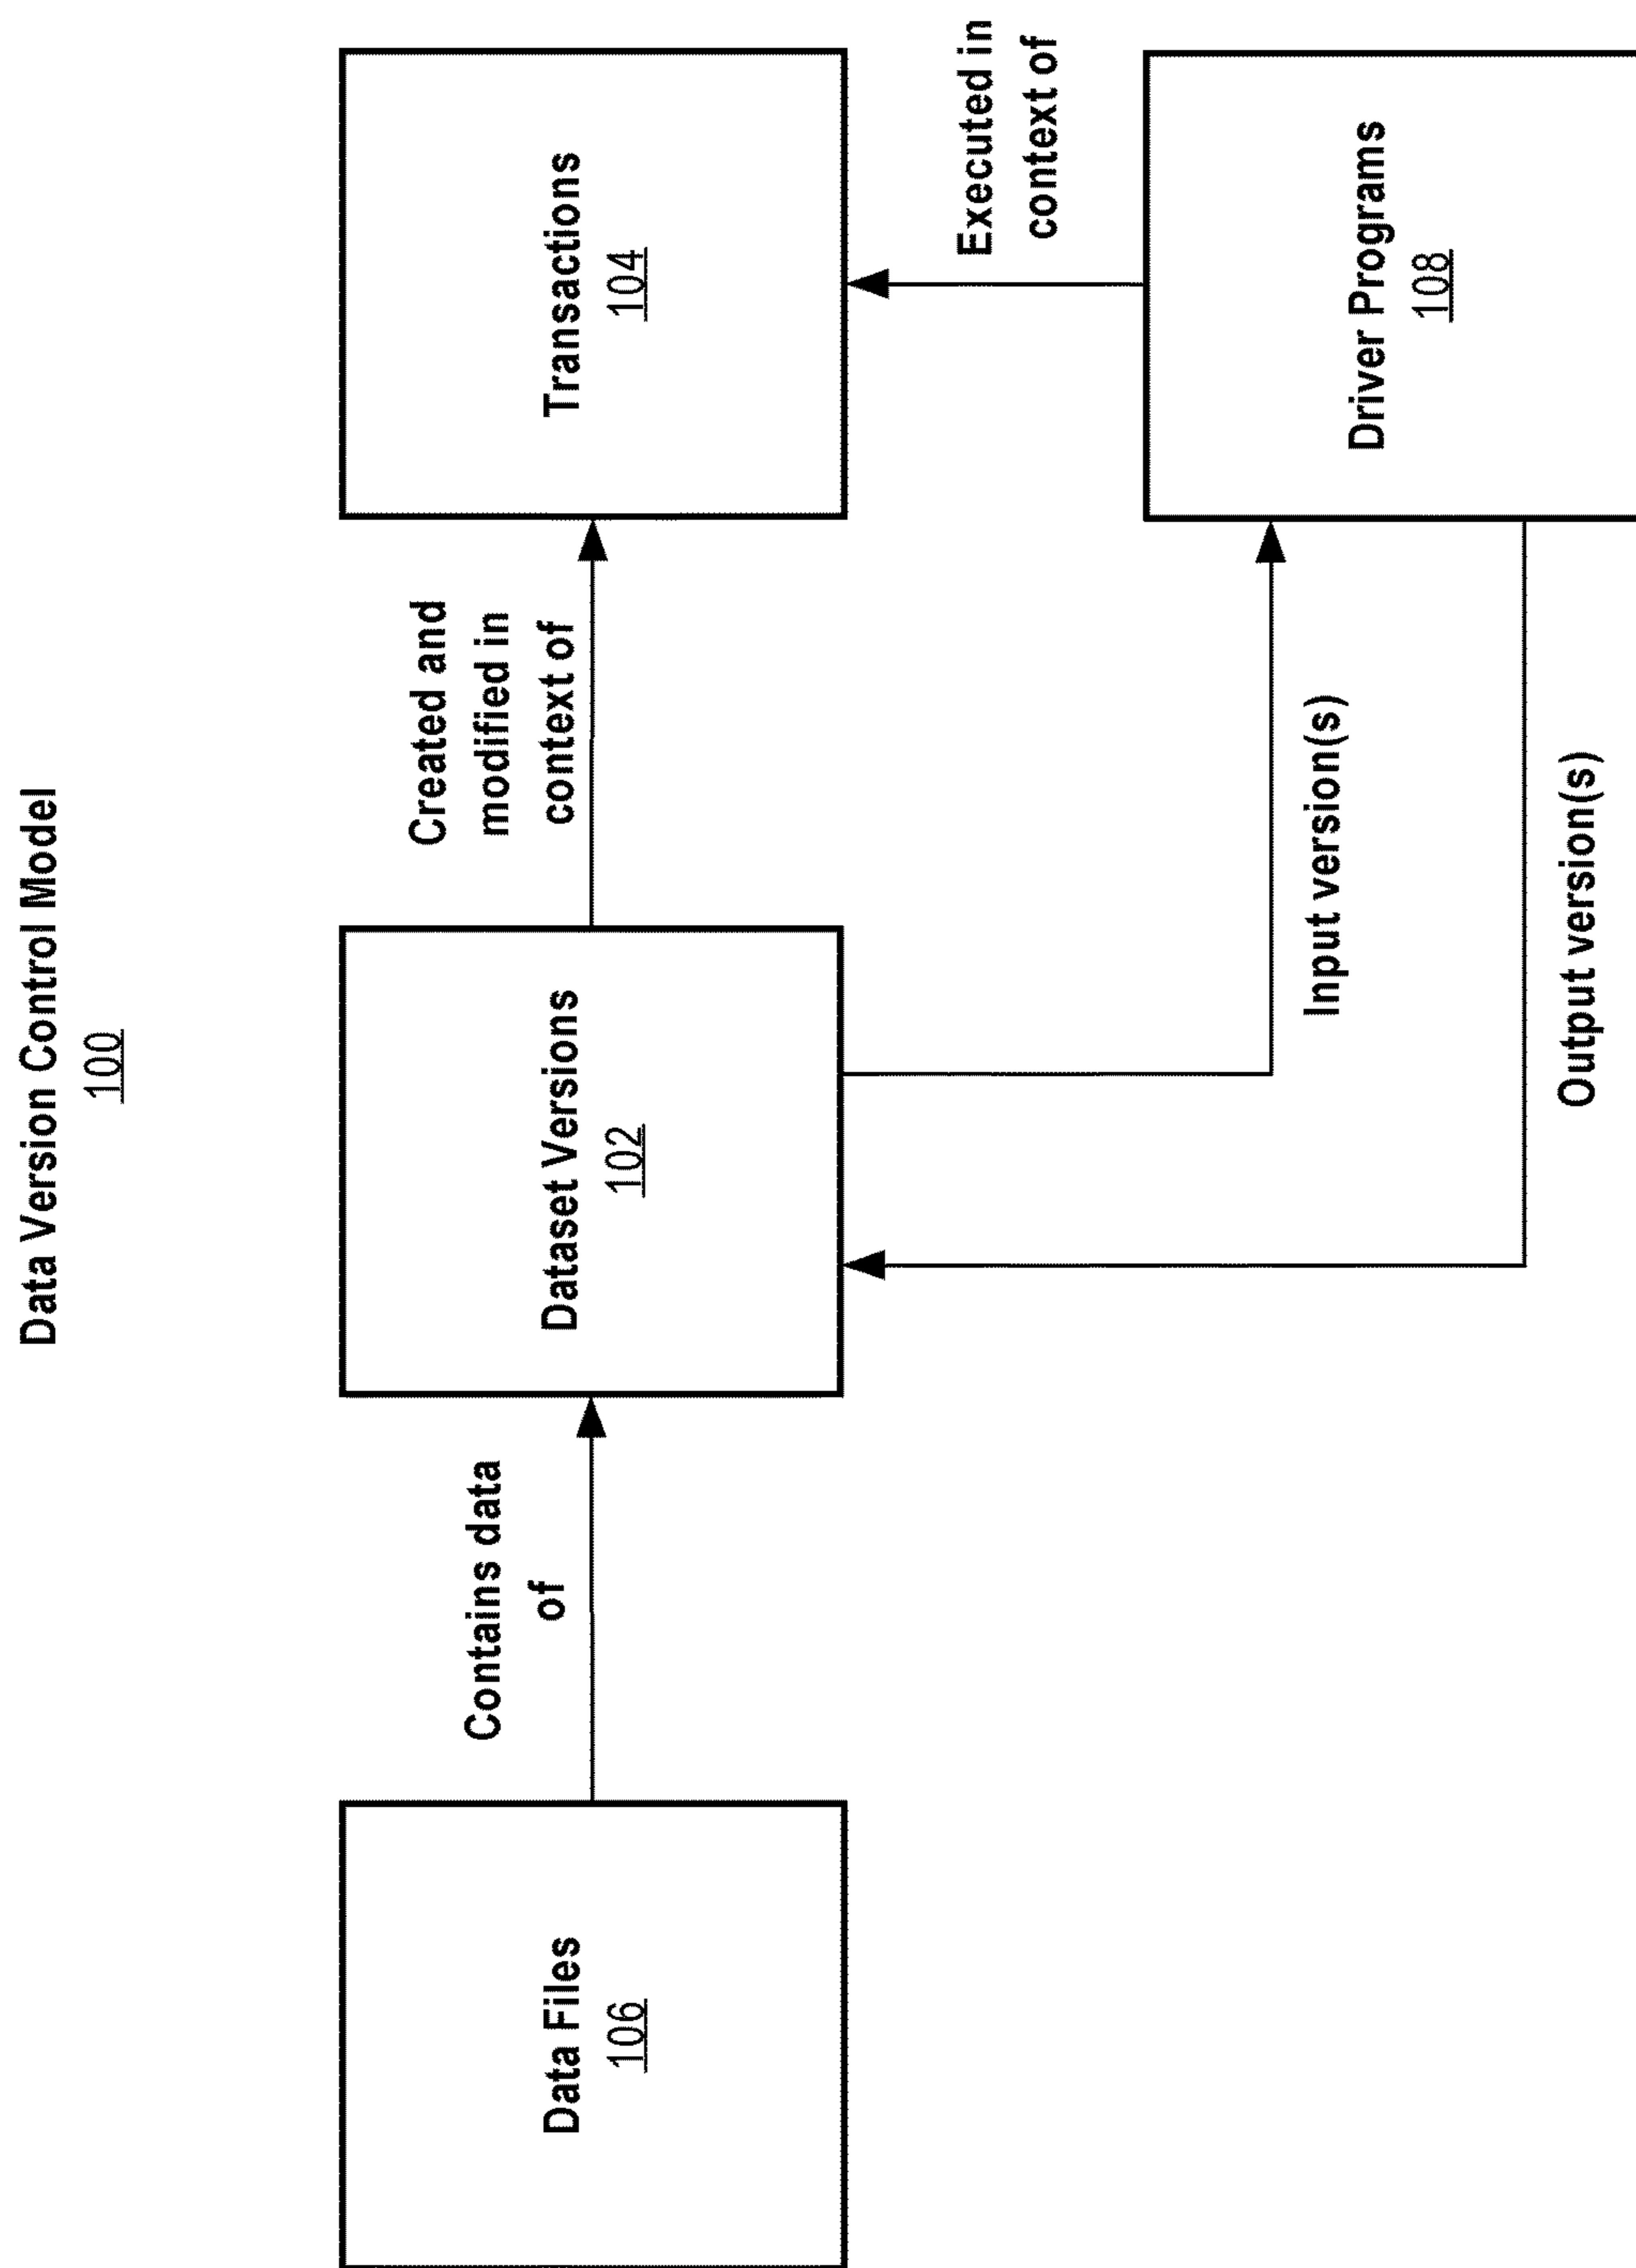 Data Version Control Model
100
Data Files
106
Contains data
of
Dataset Versions
102
Created and
modified in
context of
Transactions
104
Executed in
context of
Input version(s)
Output version(s)
Driver Programs
108